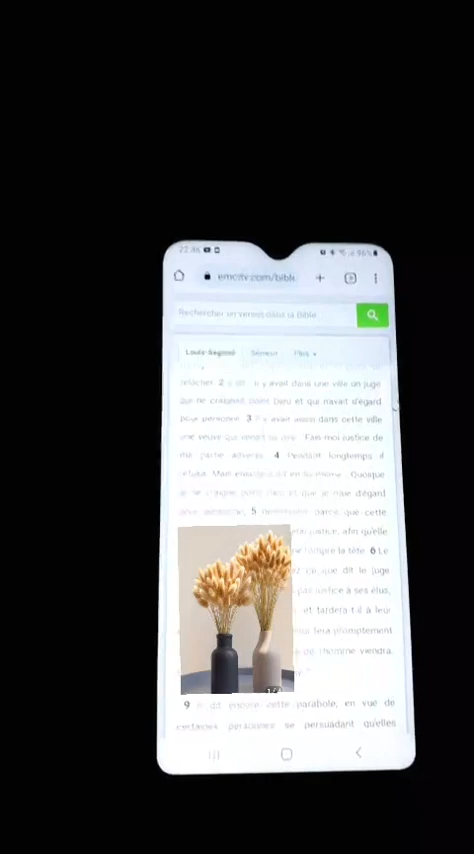 22:36 96%
emcitv.com/bible
Rechercher un verset dans la Bible
Louis-Segond Semeur Plus
relâcher. 2 Il y avait dans une ville un juge
qui ne craignait point Dieu et qui n'avait d'égard
pour personne. 3 Il y avait aussi dans cette ville
une veuve qui venait lui dire : Fais-moi justice de
ma partie adverse. 4 Pendant longtemps il
refusa. Mais ensuite il dit en lui-même : Quoique
je ne craigne point Dieu et que je n'aie d'égard
pour personne, 5 néanmoins parce que cette
justice, afin qu'elle
me rompre la tête. 6 Le
ce que dit le juge
pas justice à ses élus,
et tardera-t-il à leur
fera promptement
de l'homme viendra,
9 Il dit encore cette parabole, en vue de
certaines personnes se persuadant qu'elles